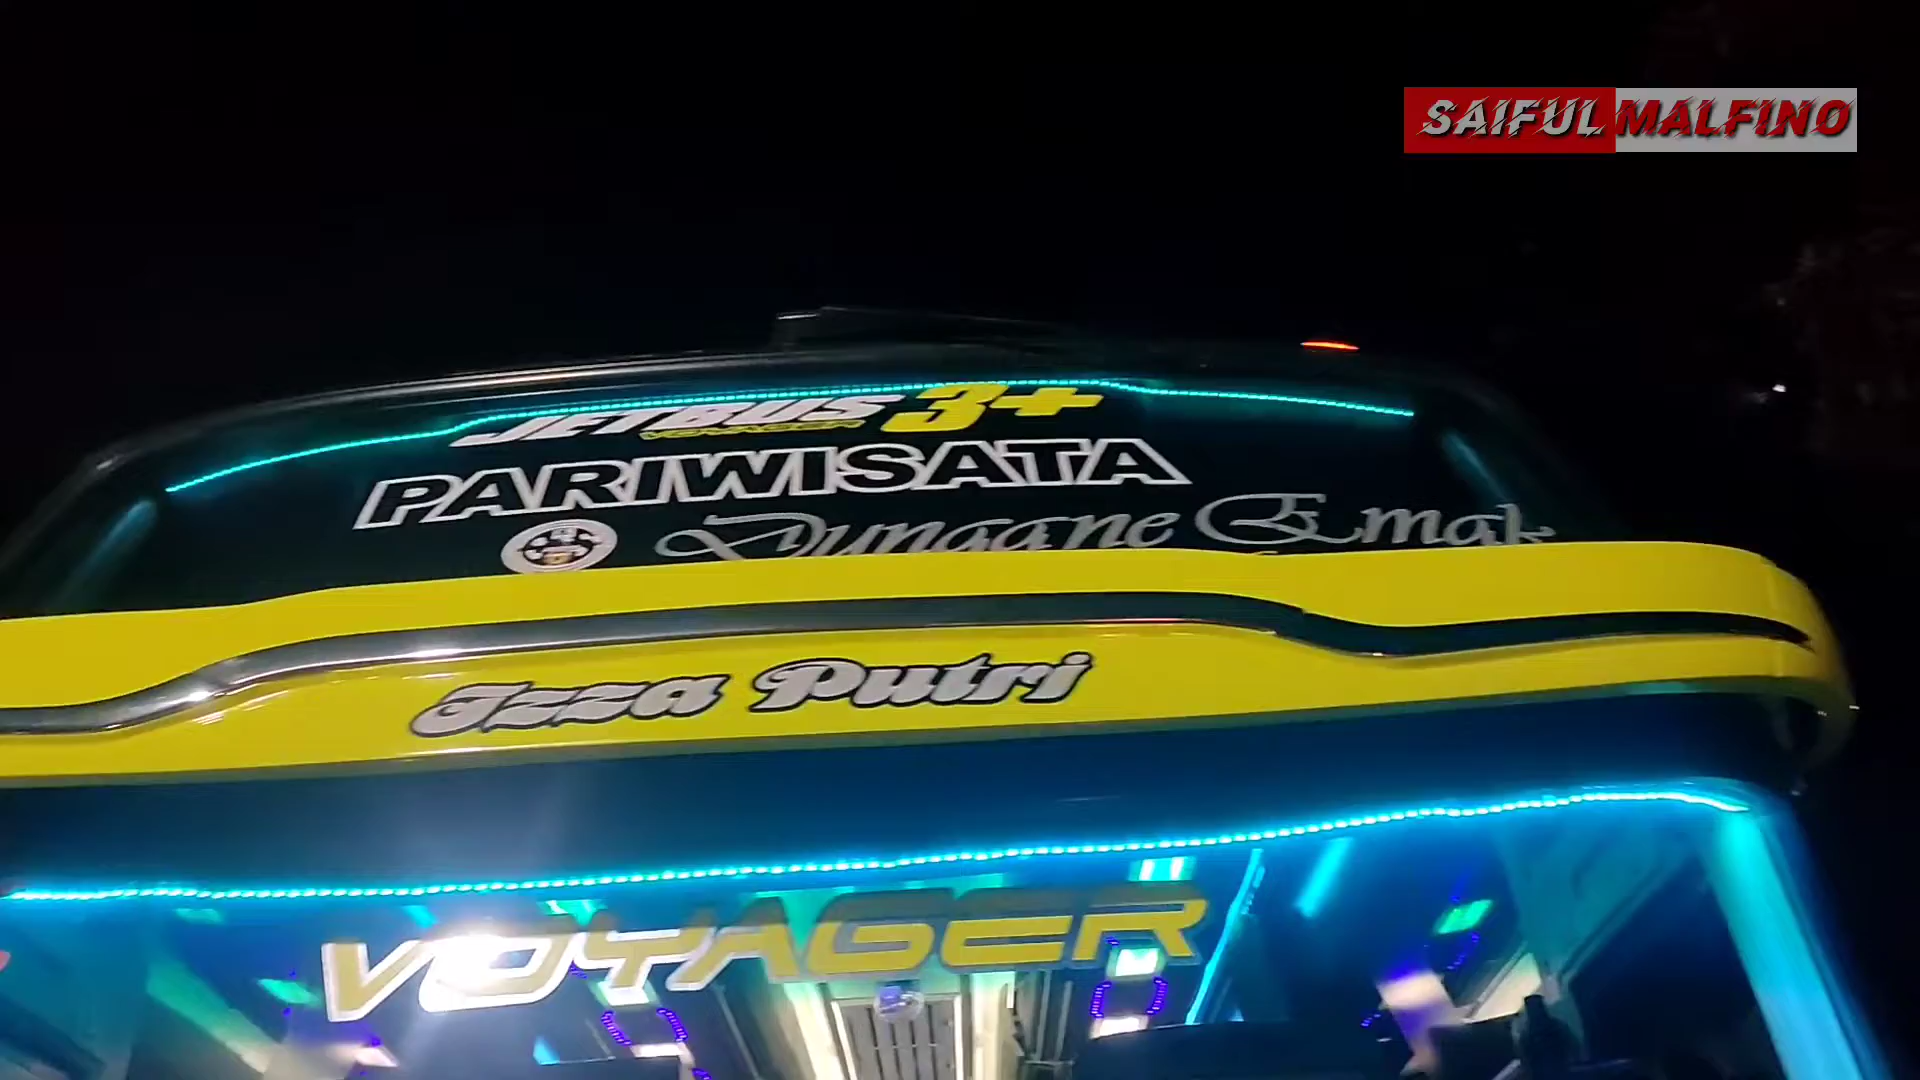 SAIFUL MALFINO
JETBUS 3+
VOYAGER
PARIWISATA
Dungane Emak
Izza Putri
VOYAGER